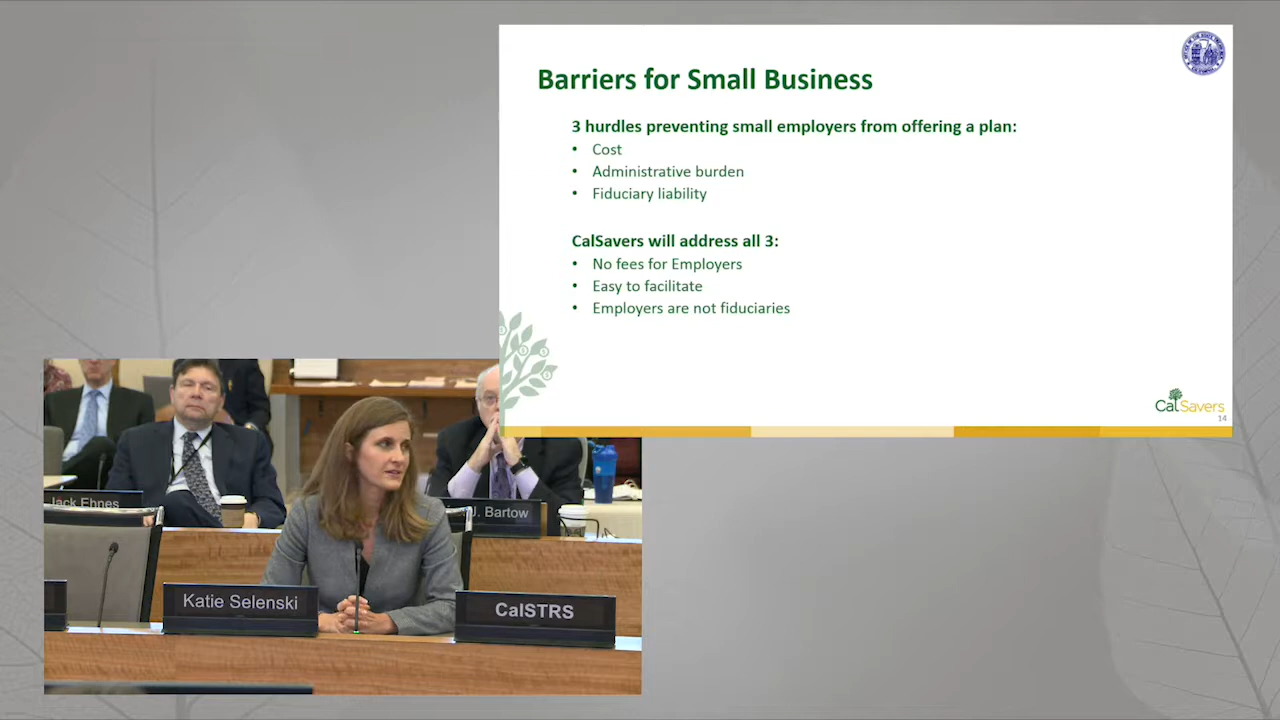 Barriers for Small Business
3 hurdles preventing small employers from offering a plan:
• Cost
• Administrative burden
• Fiduciary liability
CalSavers will address all 3:
• No fees for Employers
• Easy to facilitate
• Employers are not fiduciaries
CalSavers
14
Jack Ehnes
J. Bartow
Katie Selenski
CalSTRS